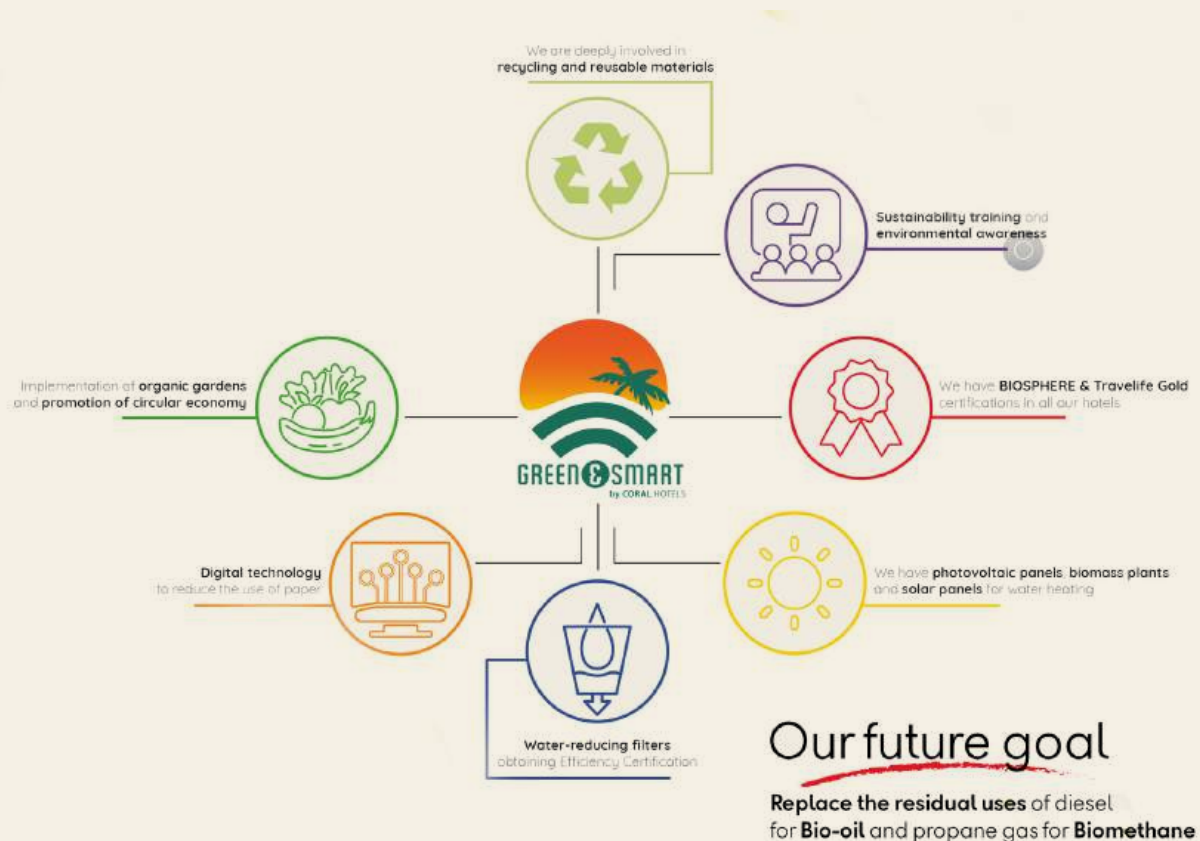 We are deeply involved in
recycling and reusable materials
Sustainability training and
environmental awareness
Implementation of organic gardens
and promotion of circular economy
We have BIOSPHERE & Travelife Gold
certifications in all our hotels
GREEN & SMART
by CORAL HOTELS
Digital technology
to reduce the use of paper
We have photovoltaic panels, biomass plants
and solar panels for water heating
Water-reducing filters
obtaining Efficiency Certification
Our future goal
Replace the residual uses of diesel
for Bio-oil and propane gas for Biomethane